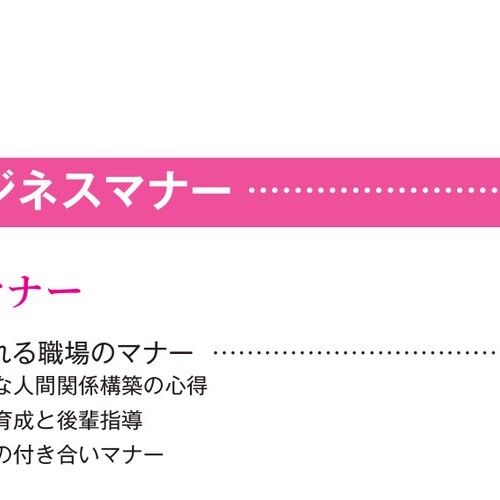 ジネスマナー ………………………
ナー
れる職場のマナー ………………………
な人間関係構築の心得
育成と後輩指導
の付き合いマナー